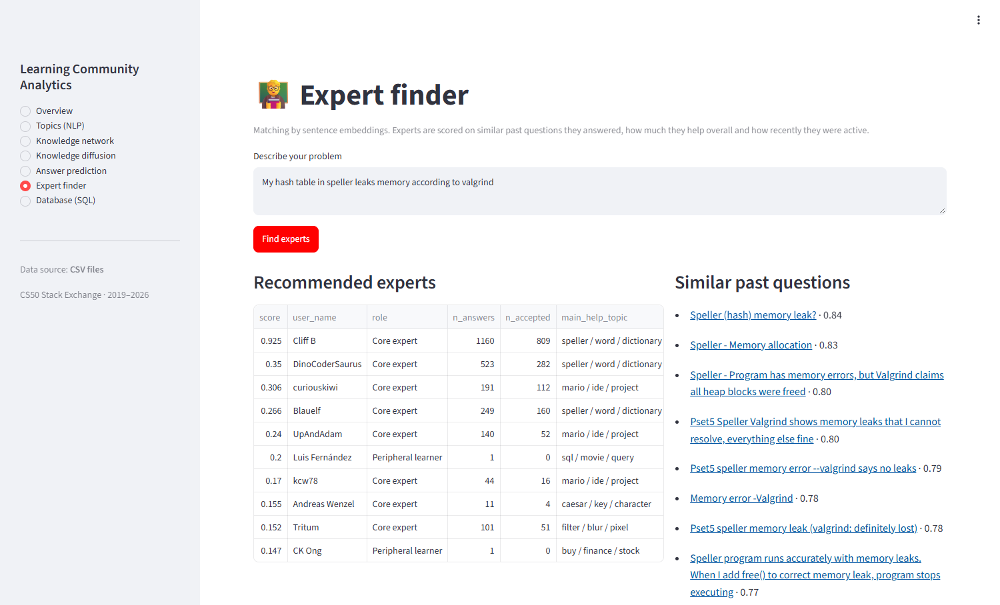 Learning Community
Analytics
Overview
Topics (NLP)
Knowledge network
Knowledge diffusion
Answer prediction
Expert finder
Database (SQL)
Data source: CSV files
CS50 Stack Exchange · 2019–2026
Expert finder
Matching by sentence embeddings. Experts are scored on similar past questions they answered, how much they help overall and how recently they were active.
Describe your problem
My hash table in speller leaks memory according to valgrind
Find experts
Recommended experts
score user_name role n_answers n_accepted main_help_topic
0.925 Cliff B Core expert 1160 809 speller / word / dictionary
0.35 DinoCoderSaurus Core expert 523 282 speller / word / dictionary
0.306 curiouskiwi Core expert 191 112 mario / ide / project
0.266 Blauelf Core expert 249 160 speller / word / dictionary
0.24 UpAndAdam Core expert 140 52 mario / ide / project
0.2 Luis Fernández Peripheral learner 1 0 sql / movie / query
0.17 kcw78 Core expert 44 16 mario / ide / project
0.155 Andreas Wenzel Core expert 11 4 caesar / key / character
0.152 Tritum Core expert 101 51 filter / blur / pixel
0.147 CK Ong Peripheral learner 1 0 buy / finance / stock
Similar past questions
Speller (hash) memory leak? · 0.84
Speller - Memory allocation · 0.83
Speller - Program has memory errors, but Valgrind claims
all heap blocks were freed · 0.80
Pset5 Speller Valgrind shows memory leaks that I cannot
resolve, everything else fine · 0.80
Pset5 speller memory error --valgrind says no leaks · 0.79
Memory error -Valgrind · 0.78
Pset5 speller memory leak (valgrind: definitely lost) · 0.78
Speller program runs accurately with memory leaks.
When I add free() to correct memory leak, program stops
executing · 0.77